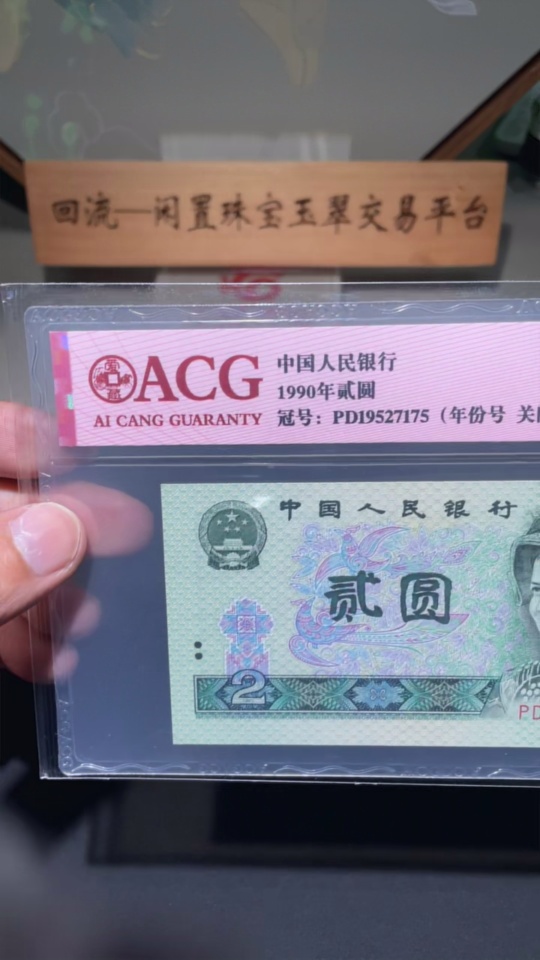 回流—闲置珠宝玉翠交易平台
ACG
AI CANG GUARANTY
中国人民银行
1990年贰圆
冠号：PD19527175（年份号 关
中国人民银行
贰圆
2
PD